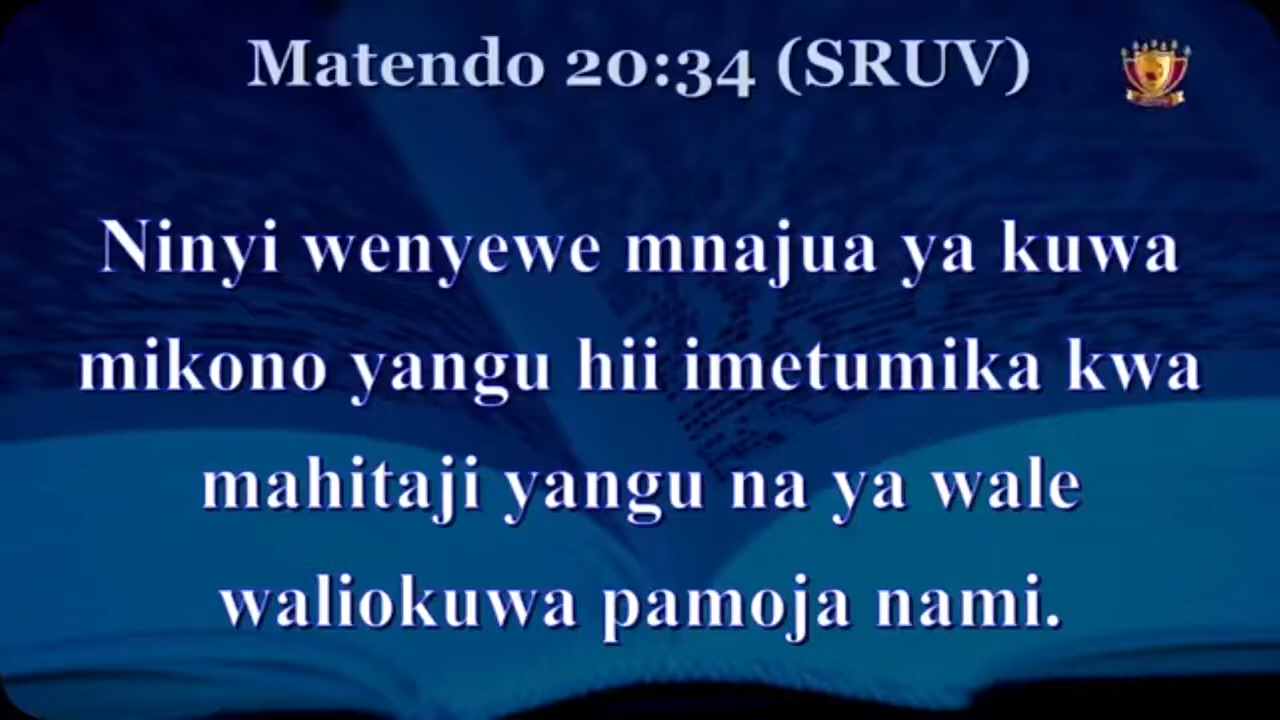 Matendo 20:34 (SRUV)
Ninyi wenyewe mnajua ya kuwa
mikono yangu hii imetumika kwa
mahitaji yangu na ya wale
waliokuwa pamoja nami.